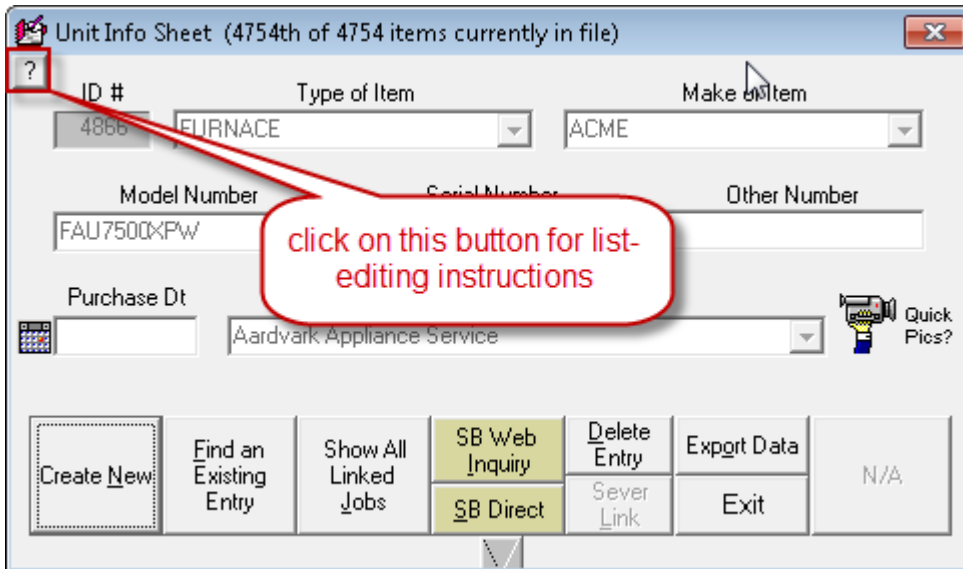 Unit Info Sheet (4754th of 4754 items currently in file)
?
ID # Type of Item Make of Item
4866 FURNACE ACME
Model Number Serial Number Other Number
FAU7500XPW
click on this button for list-
editing instructions
Purchase Dt
Aardvark Appliance Service
Quick
Pics?
Create New
Find an
Existing
Entry
Show All
Linked
Jobs
SB Web
Inquiry
SB Direct
Delete
Entry
Sever
Link
Export Data
Exit
N/A